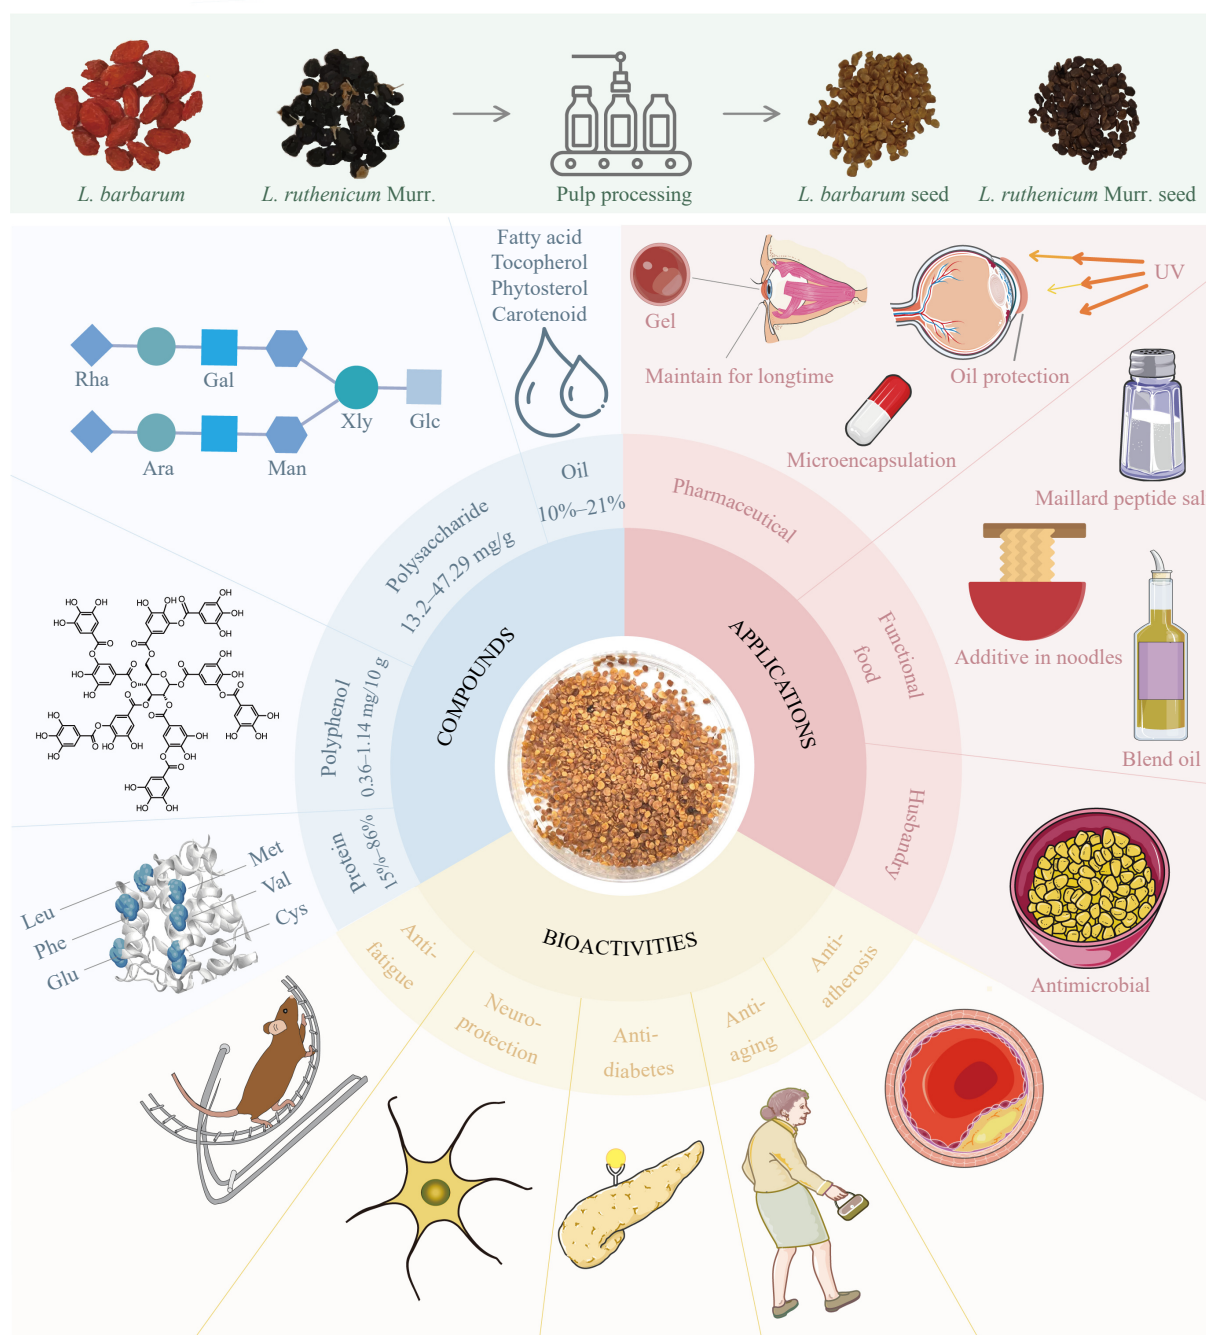 L. barbarum
L. ruthenicum Murr.
Pulp processing
L. barbarum seed
L. ruthenicum Murr. seed
Fatty acid
Tocopherol
Phytosterol
Carotenoid
Rha
Gal
Xly
Glc
Ara
Man
Gel
Maintain for longtime
UV
Oil protection
Microencapsulation
Maillard peptide sal
Additive in noodles
Blend oil
Antimicrobial
Oil
10%–21%
Polysaccharide
13.2–47.29 mg/g
Polyphenol
0.36–1.14 mg/10 g
Protein
15%–86%
COMPOUNDS
Pharmaceutical
Functional
food
Husbandry
APPLICATIONS
BIOACTIVITIES
Anti-
fatigue
Neuro-
protection
Anti-
diabetes
Anti-
aging
Anti-
atherosis
Leu
Phe
Glu
Met
Val
Cys